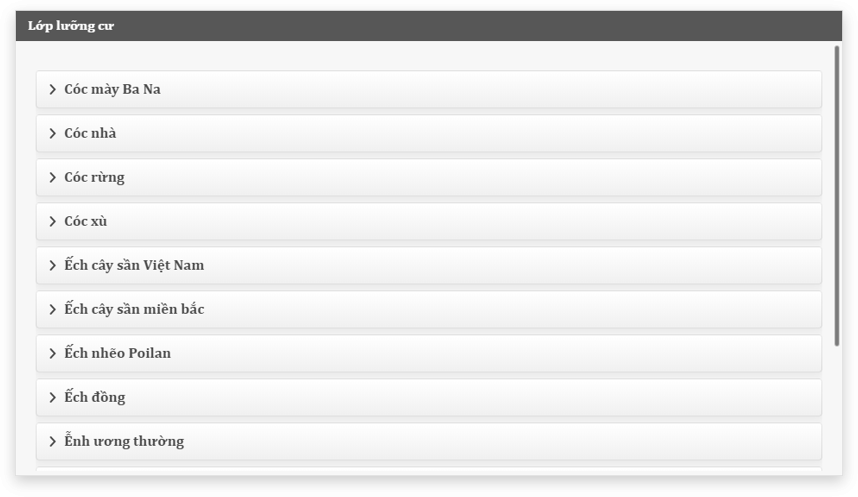 Lớp lưỡng cư
Cóc mày Ba Na
Cóc nhà
Cóc rừng
Cóc xù
Ếch cây sần Việt Nam
Ếch cây sần miền bắc
Ếch nhẽo Poilan
Ếch đồng
Ễnh ương thường